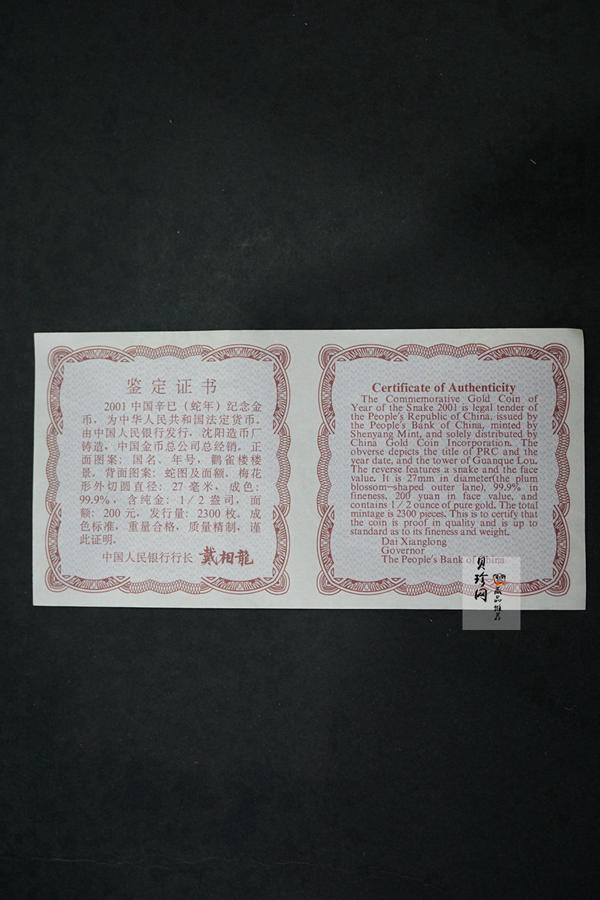 鉴定证书
2001中国辛巳（蛇年）纪念金
币，为中华人民共和国法定货币。
由中国人民银行发行，沈阳造币厂
铸造，中国金币总公司总经销，正
面图案：国名、年号，鹳雀楼楼
景，背面图案：蛇图及面额，梅花
形外切圆直径：27毫米、成色：
99.9%，含纯金：1／2盎司，面
额：200元，发行量：2300枚。成
色标准，重量合格，质量精制，谨
此证明。
中国人民银行行长 戴相龍
Certificate of Authenticity
The Commemorative Gold Coin of
Year of the Snake 2001 is legal tender of
the People's Republic of China, issued by
the People's Bank of China, minted by
Shenyang Mint, and solely distributed by
China Gold Coin Incorporation. The
obverse depicts the title of PRC and the
year date, and the tower of Guanque Lou.
The reverse features a snake and the face
value. It is 27mm in diameter(the plum
blossom-shaped outer lane), 99.9% in
fineness, 200 yuan in face value, and
contains 1／2 ounce of pure gold. The total
mintage is 2300 pieces. This is to certify that
the coin is proof in quality and is up to
standard as to its fineness and weight.
Dai Xianglong
Governor
The People's Bank of China
贝珍网
藏品推荐